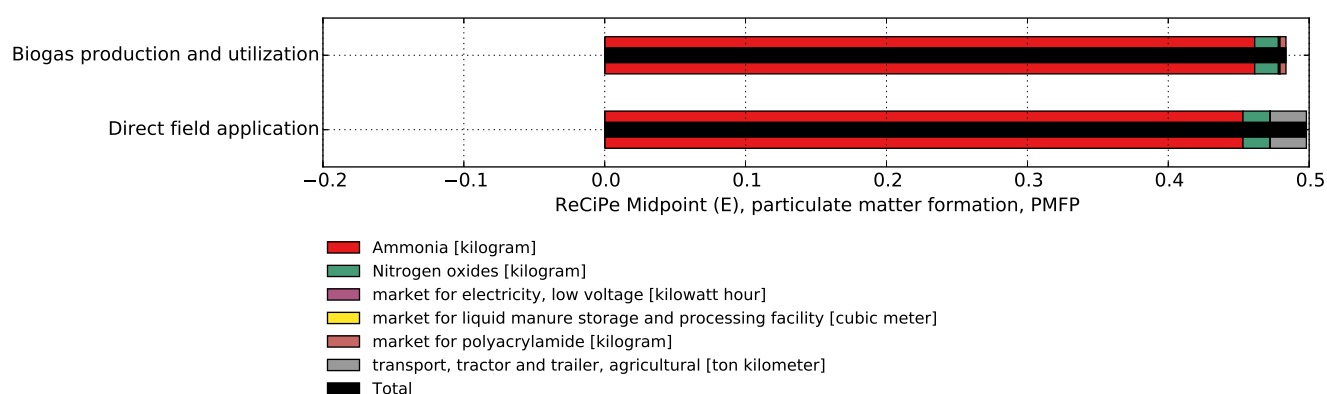 Biogas production and utilization
Direct field application
−0.2 −0.1 0.0 0.1 0.2 0.3 0.4 0.5
ReCiPe Midpoint (E), particulate matter formation, PMFP
Ammonia [kilogram]
Nitrogen oxides [kilogram]
market for electricity, low voltage [kilowatt hour]
market for liquid manure storage and processing facility [cubic meter]
market for polyacrylamide [kilogram]
transport, tractor and trailer, agricultural [ton kilometer]
Total